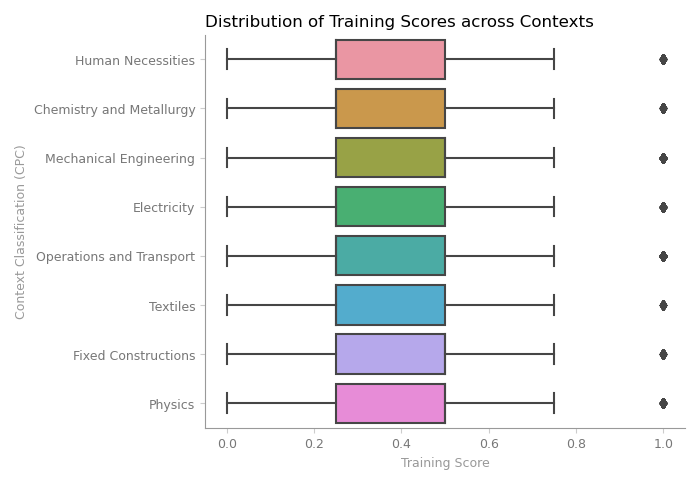 Distribution of Training Scores across Contexts
Context Classification (CPC)
Human Necessities
Chemistry and Metallurgy
Mechanical Engineering
Electricity
Operations and Transport
Textiles
Fixed Constructions
Physics
0.0 0.2 0.4 0.6 0.8 1.0
Training Score